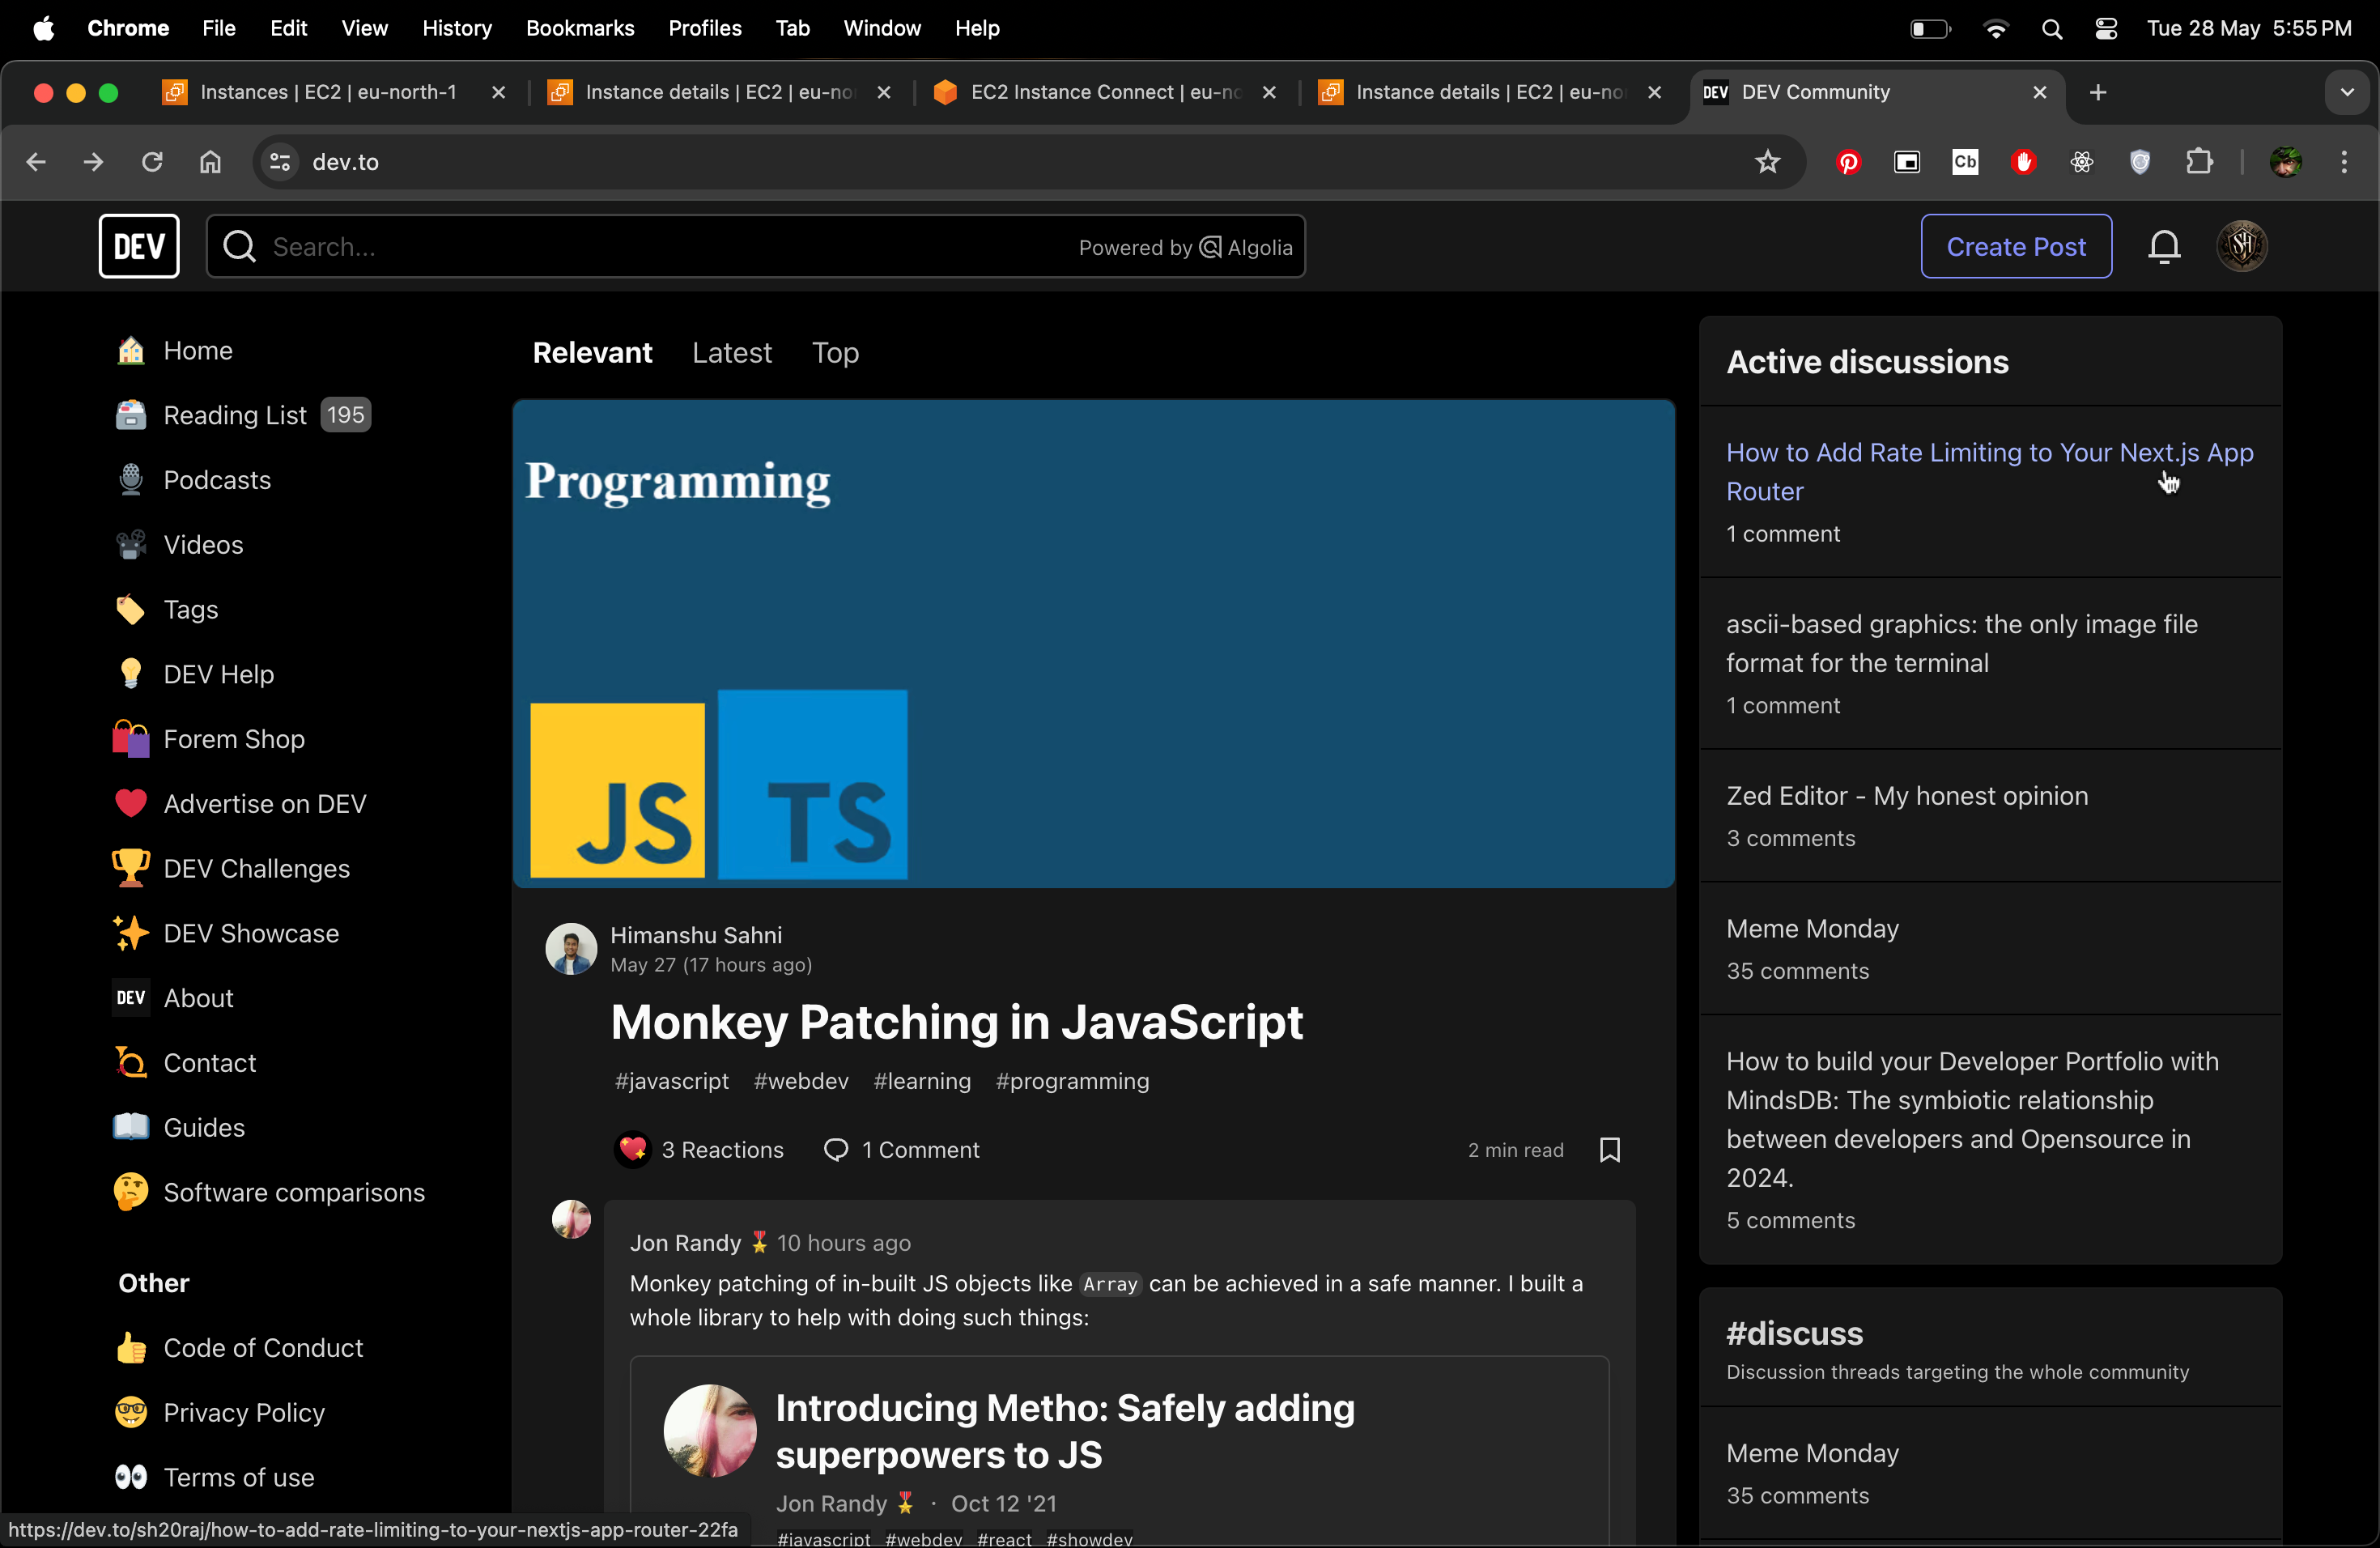 Chrome File Edit View History Bookmarks Profiles Tab Window Help
Tue 28 May 5:55 PM
Instances | EC2 | eu-north-1
Instance details | EC2 | eu-no
EC2 Instance Connect | eu-no
Instance details | EC2 | eu-no
DEV DEV Community
dev.to
Cb
DEV
Search...
Powered by Algolia
Create Post
SH
Home
Reading List 195
Podcasts
Videos
Tags
DEV Help
Forem Shop
Advertise on DEV
DEV Challenges
DEV Showcase
DEV About
Contact
Guides
Software comparisons
Other
Code of Conduct
Privacy Policy
Terms of use
https://dev.to/sh20raj/how-to-add-rate-limiting-to-your-nextjs-app-router-22fa
Relevant Latest Top
Programming
JS TS
Himanshu Sahni
May 27 (17 hours ago)
Monkey Patching in JavaScript
#javascript #webdev #learning #programming
3 Reactions 1 Comment
2 min read
Jon Randy 🎖️ 10 hours ago
Monkey patching of in-built JS objects like Array can be achieved in a safe manner. I built a
whole library to help with doing such things:
Introducing Metho: Safely adding
superpowers to JS
Jon Randy 🎖️ · Oct 12 '21
#javascript #webdev #react #showdev
Active discussions
How to Add Rate Limiting to Your Next.js App
Router
1 comment
ascii-based graphics: the only image file
format for the terminal
1 comment
Zed Editor - My honest opinion
3 comments
Meme Monday
35 comments
How to build your Developer Portfolio with
MindsDB: The symbiotic relationship
between developers and Opensource in
2024.
5 comments
#discuss
Discussion threads targeting the whole community
Meme Monday
35 comments